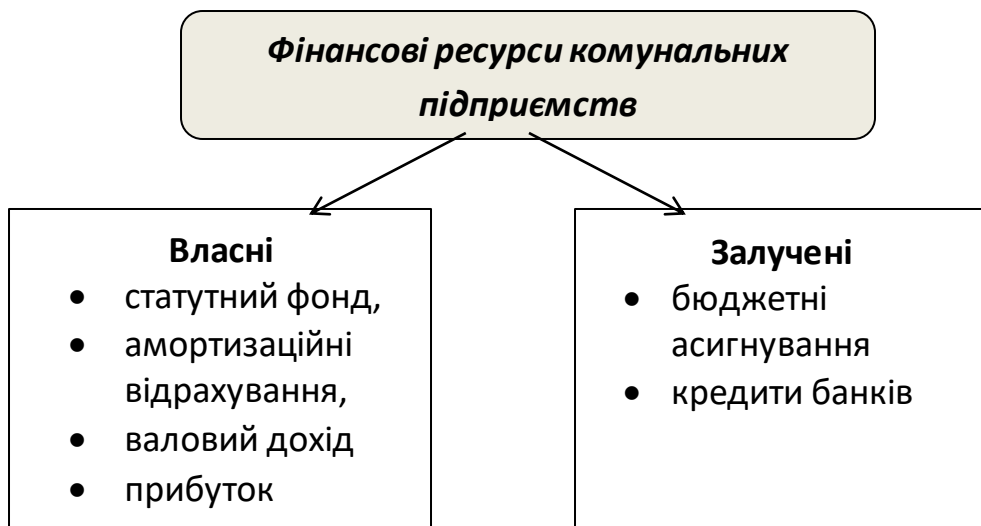 Фінансові ресурси комунальних
підприємств
Власні
• статутний фонд,
• амортизаційні
відрахування,
• валовий дохід
• прибуток
Залучені
• бюджетні
асигнування
• кредити банків